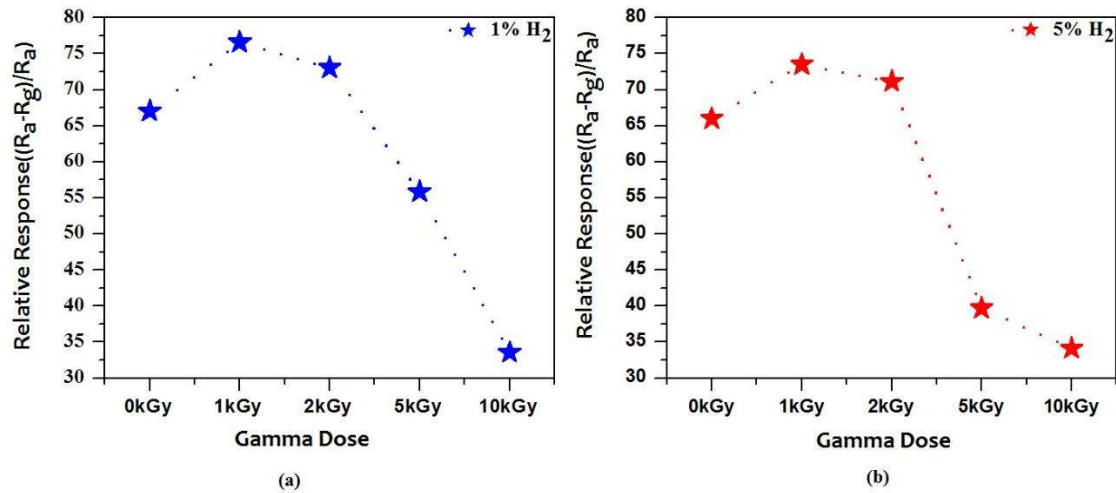 80
75
70
65
60
55
50
45
40
35
30
Relative Response((Ra-Rg)/Ra)
1% H2
0kGy 1kGy 2kGy 5kGy 10kGy
Gamma Dose
(a)
80
75
70
65
60
55
50
45
40
35
30
Relative Response((Ra-Rg)/Ra)
5% H2
0kGy 1kGy 2kGy 5kGy 10kGy
Gamma Dose
(b)